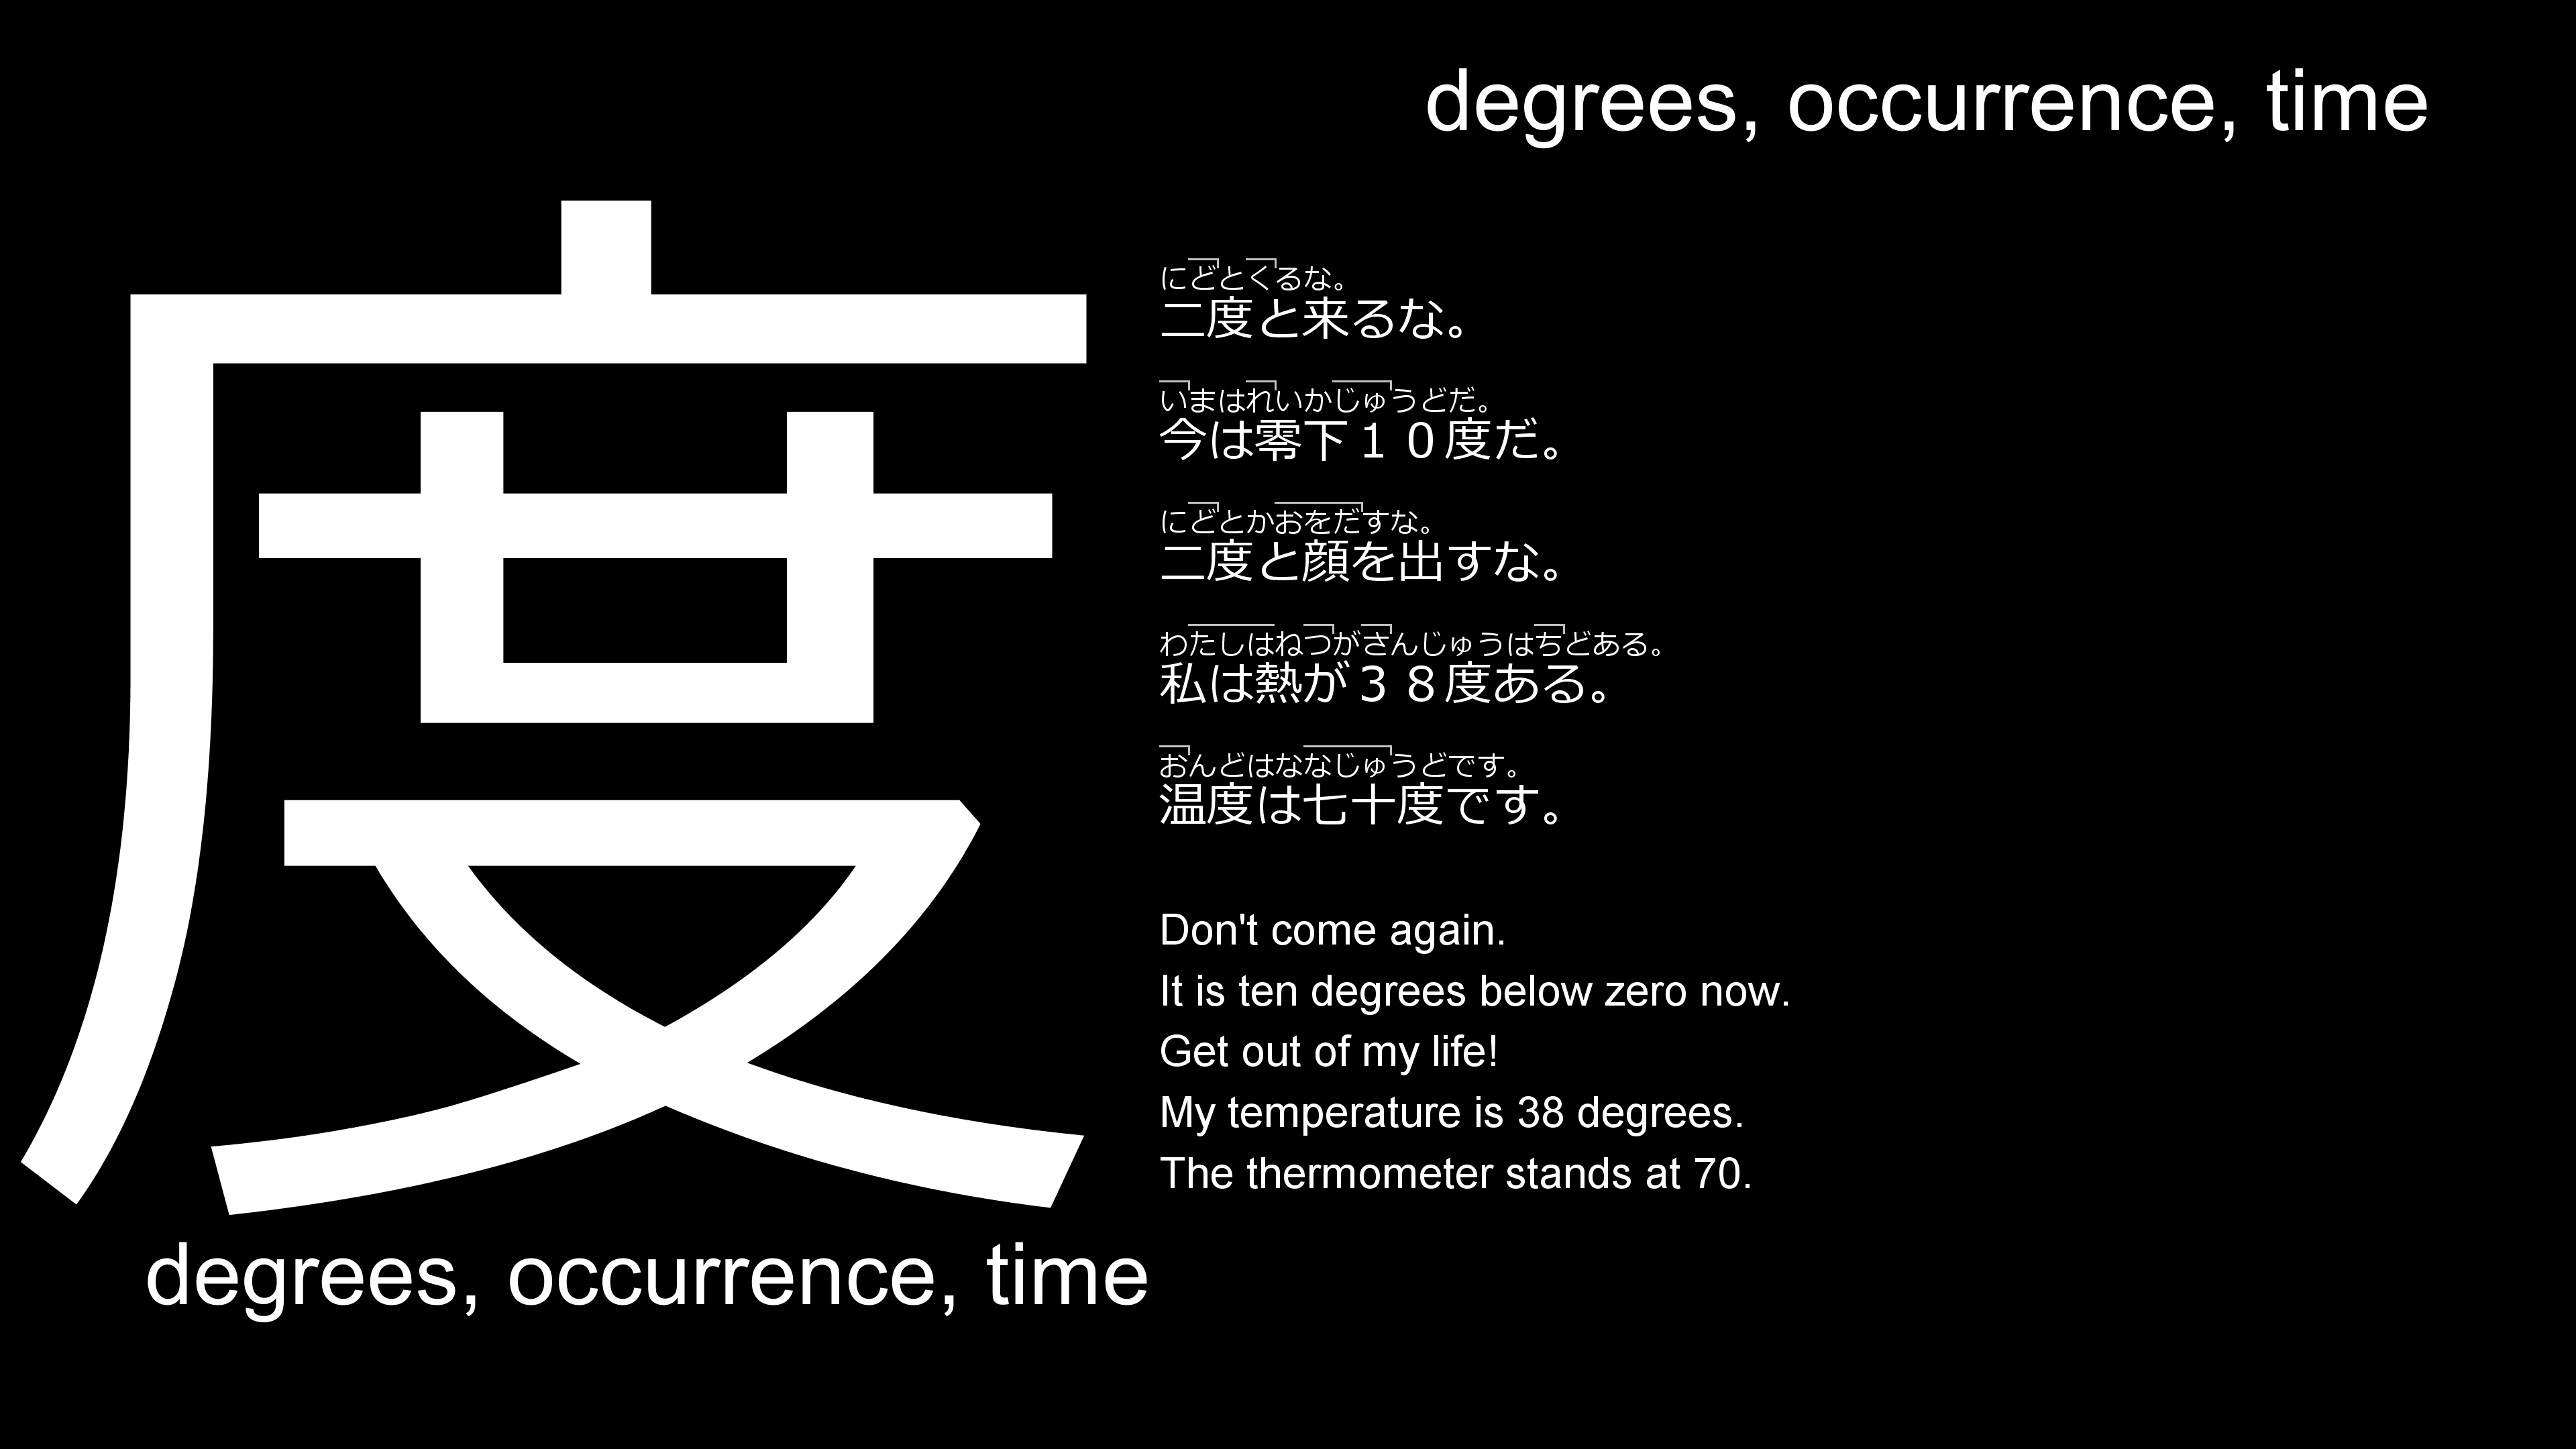 degrees, occurrence, time
度
にどとくるな。
二度と来るな。
いまはれいかじゅうどだ。
今は零下１０度だ。
にどとかおをだすな。
二度と顔を出すな。
わたしはねつがさんじゅうはちどある。
私は熱が３８度ある。
おんどはななじゅうどです。
温度は七十度です。
Don't come again.
It is ten degrees below zero now.
Get out of my life!
My temperature is 38 degrees.
The thermometer stands at 70.
degrees, occurrence, time